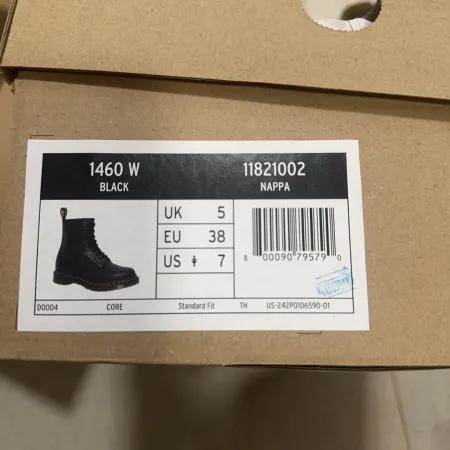 1460 W
BLACK
11821002
NAPPA
UK 5
EU 38
US 7
8 00090 79579 0
D0004 CORE Standard Fit TH US-242P0106590-01